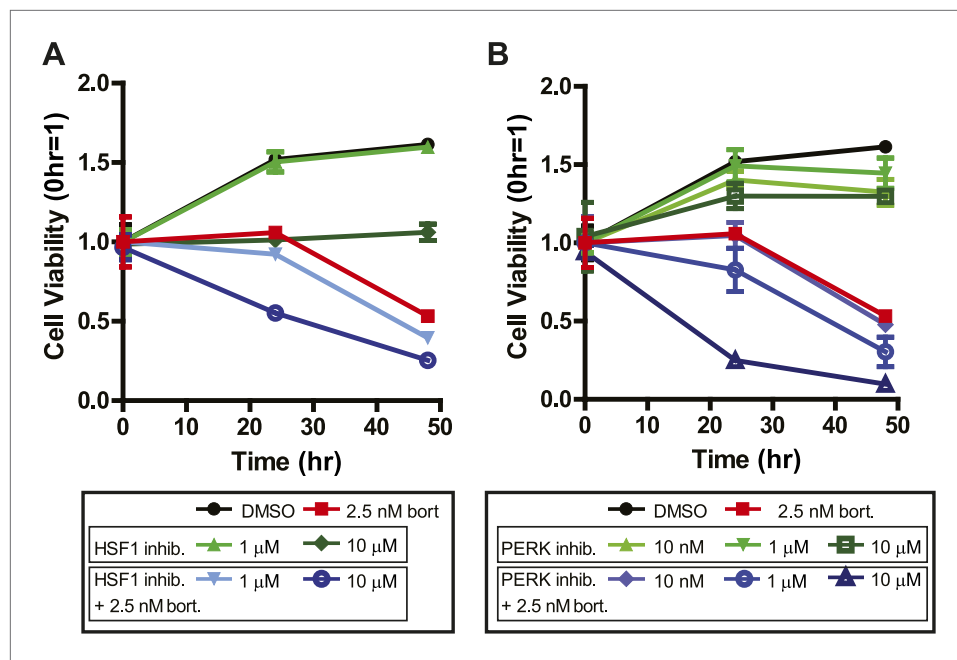 A
B
Cell Viability (0hr=1)
2.0
1.5
1.0
0.5
0.0
0 10 20 30 40 50
Time (hr)
Cell Viability (0hr=1)
2.0
1.5
1.0
0.5
0.0
0 10 20 30 40 50
Time (hr)
DMSO 2.5 nM bort
HSF1 inhib. 1 μM 10 μM
HSF1 inhib. 1 μM 10 μM
+ 2.5 nM bort.
DMSO 2.5 nM bort.
PERK inhib. 10 nM 1 μM 10 μM
PERK inhib. 10 nM 1 μM 10 μM
+ 2.5 nM bort.